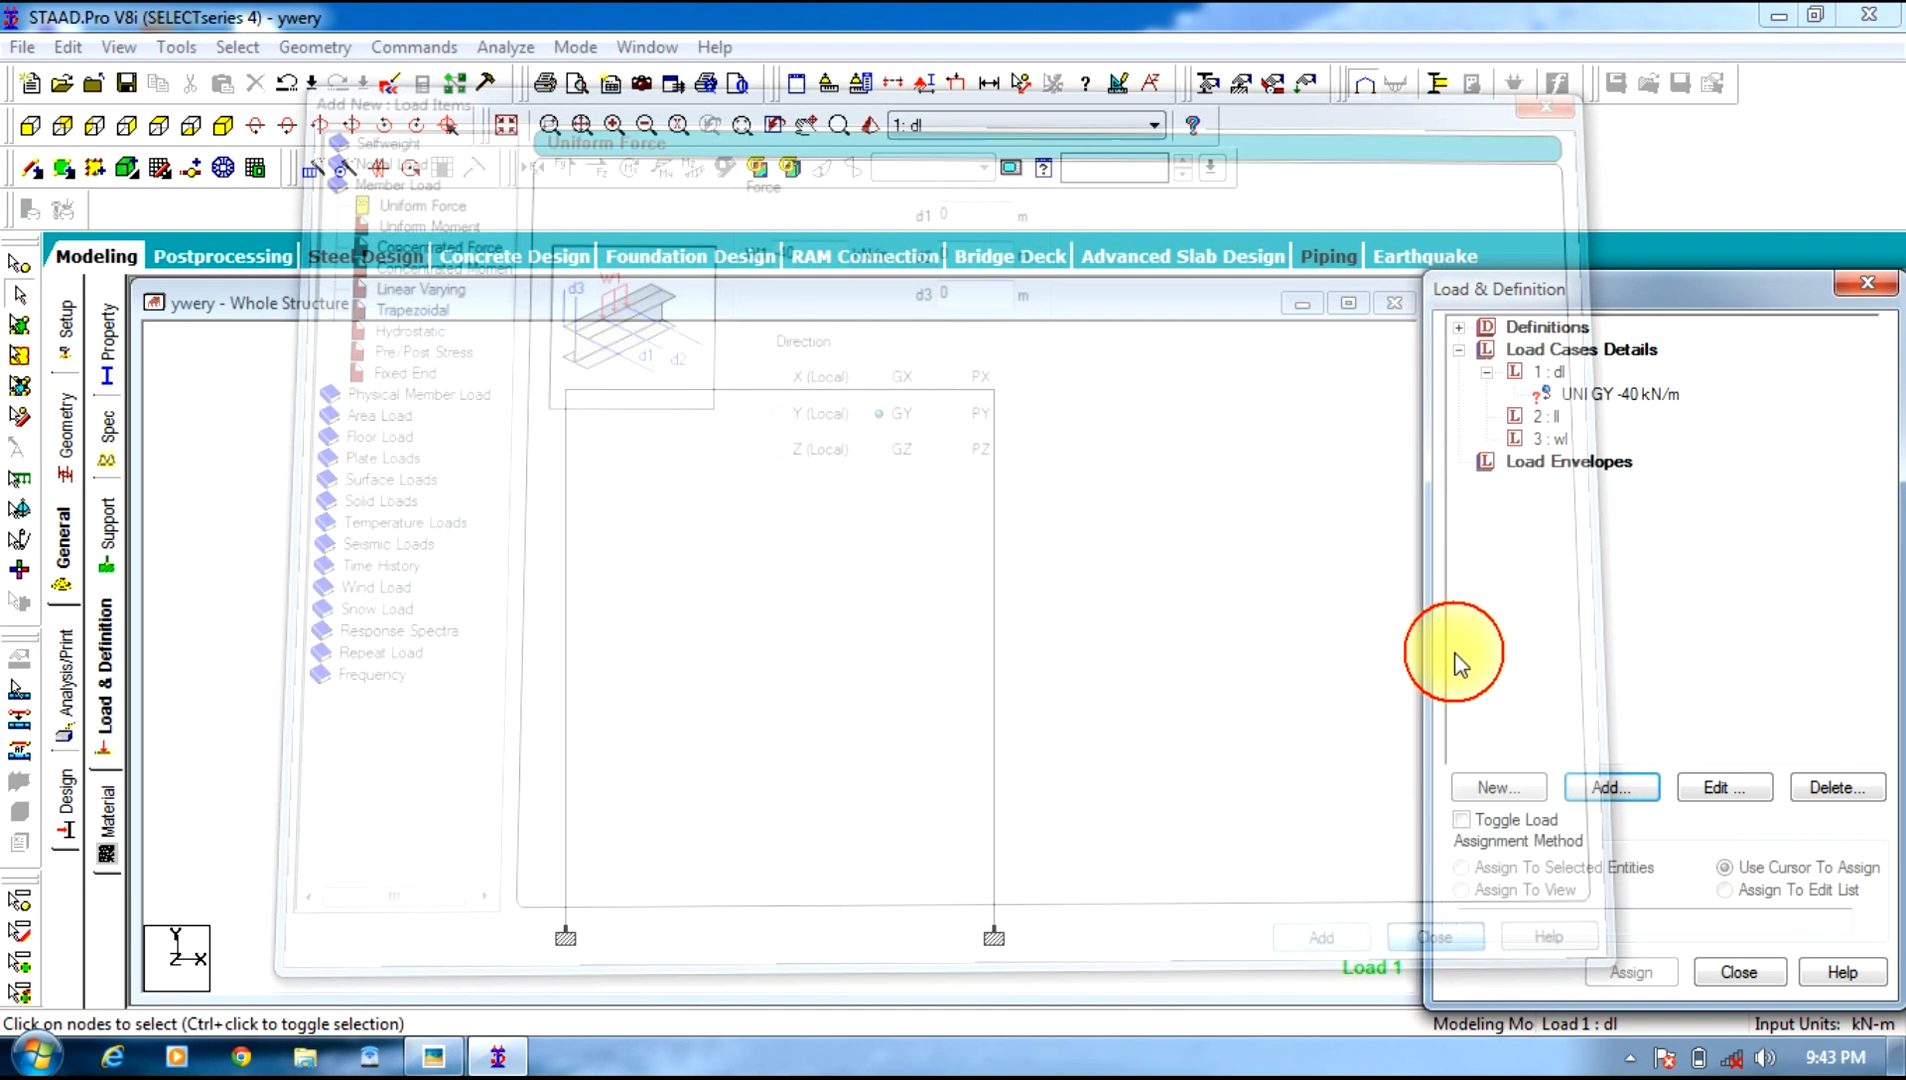 STAAD.Pro V8i (SELECTseries 4) - ywery
File Edit View Tools Select Geometry Commands Analyze Mode Window Help
Add New : Load Items
1: dl
Uniform Force
Selfweight
Member Load
Force
Uniform Force
d1 0 m
Uniform Moment
Concentrated Force
Modeling Postprocessing Steel Design Concrete Design Foundation Design RAM Connection Bridge Deck Advanced Slab Design Piping Earthquake
Linear Varying
d3 0 m
Trapezoidal
Hydrostatic
Pre/Post Stress
Fixed End
Physical Member Load
Area Load
Floor Load
Plate Loads
Surface Loads
Solid Loads
Temperature Loads
Seismic Loads
Time History
Wind Load
Snow Load
Response Spectra
Repeat Load
Frequency
ywery - Whole Structure
d3 W1
d1 d2
Direction
X (Local) GX PX
Y (Local) GY PY
Z (Local) GZ PZ
Add Close Help
Load 1
Y
Z X
Setup
Geometry
General
Analysis/Print
Design
Property
Spec
Support
Load & Definition
Material
Load & Definition
Definitions
Load Cases Details
1 : dl
UNI GY -40 kN/m
2 : ll
3 : wl
Load Envelopes
New... Add... Edit ... Delete...
Toggle Load
Assignment Method
Assign To Selected Entities Use Cursor To Assign
Assign To View Assign To Edit List
Assign Close Help
Click on nodes to select (Ctrl+click to toggle selection)
Modeling Mo Load 1 : dl Input Units: kN-m
9:43 PM